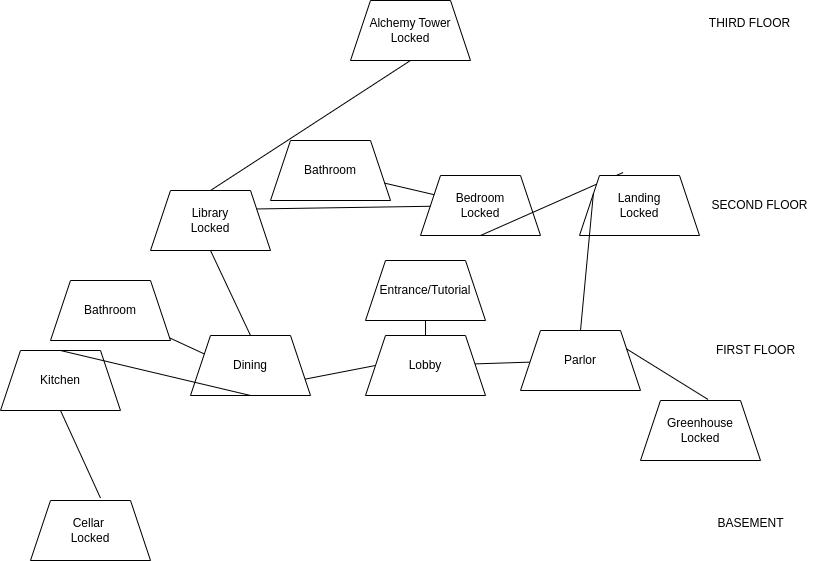 Alchemy Tower
Locked
THIRD FLOOR
Bathroom
Bedroom
Locked
Landing
Locked
SECOND FLOOR
Library
Locked
Entrance/Tutorial
Bathroom
Dining
Lobby
Parlor
FIRST FLOOR
Kitchen
Greenhouse
Locked
Cellar
Locked
BASEMENT